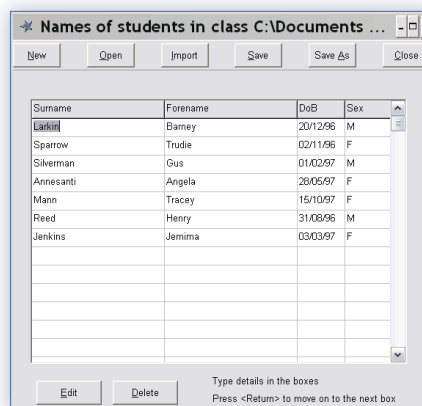 Names of students in class C:\Documents ...
New Open Import Save Save As Close
Surname Forename DoB Sex
Larkin Barney 20/12/96 M
Sparrow Trudie 02/11/96 F
Silverman Gus 01/02/97 M
Annesanti Angela 28/05/97 F
Mann Tracey 15/10/97 F
Reed Henry 31/08/96 M
Jenkins Jemima 03/03/97 F
Type details in the boxes
Edit Delete
Press <Return> to move on to the next box